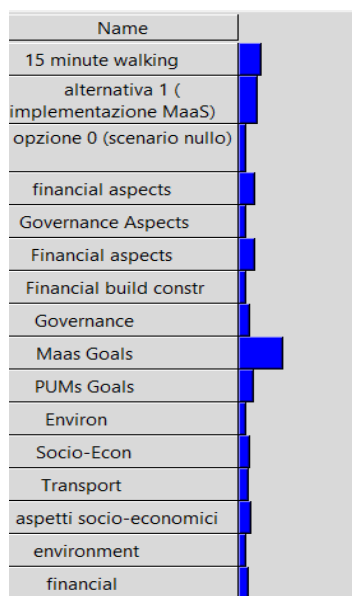 Name
15 minute walking
alternativa 1 (
implementazione MaaS)
opzione 0 (scenario nullo)
financial aspects
Governance Aspects
Financial aspects
Financial build constr
Governance
Maas Goals
PUMs Goals
Environ
Socio-Econ
Transport
aspetti socio-economici
environment
financial